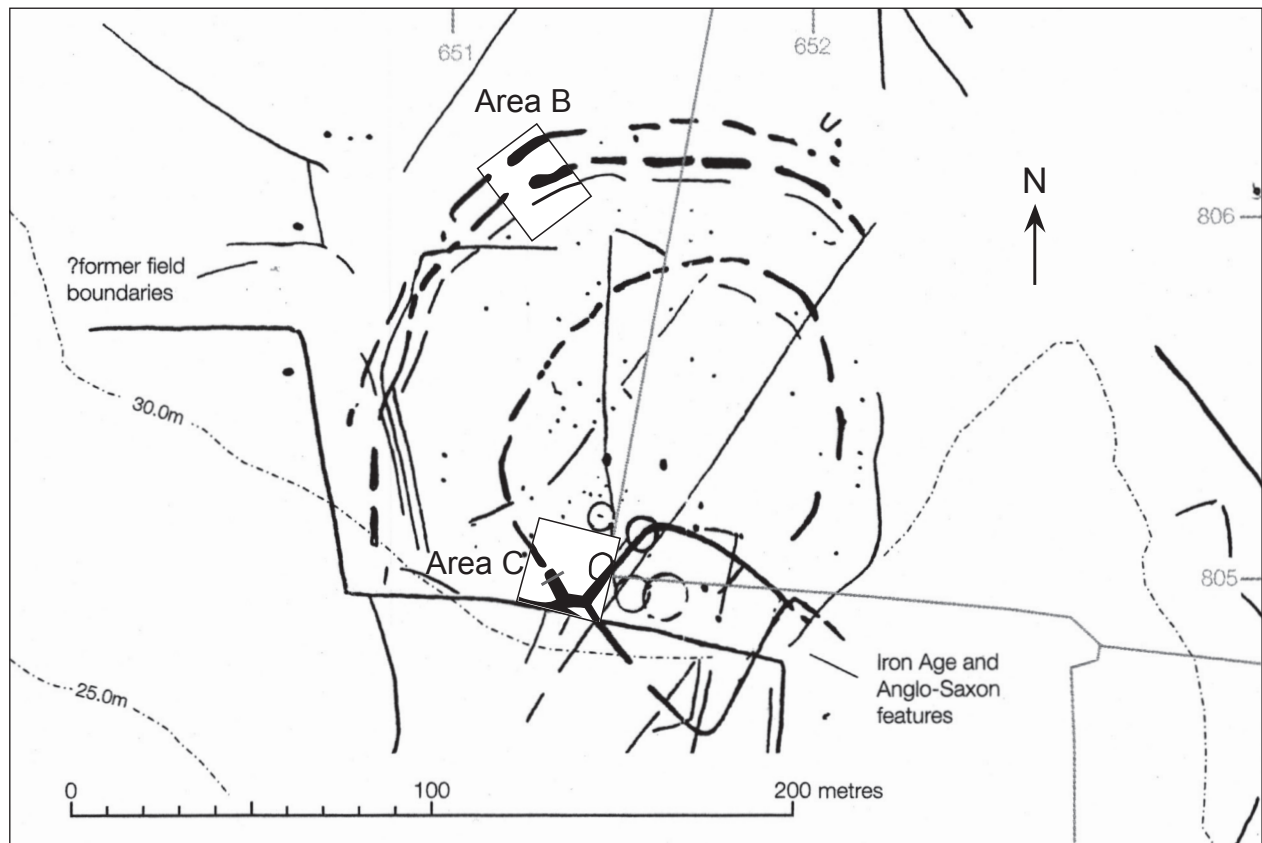 651
652
Area B
N
806
?former field
boundaries
30.0m
Area C
805
Iron Age and
Anglo-Saxon
features
25.0m
0
100
200 metres